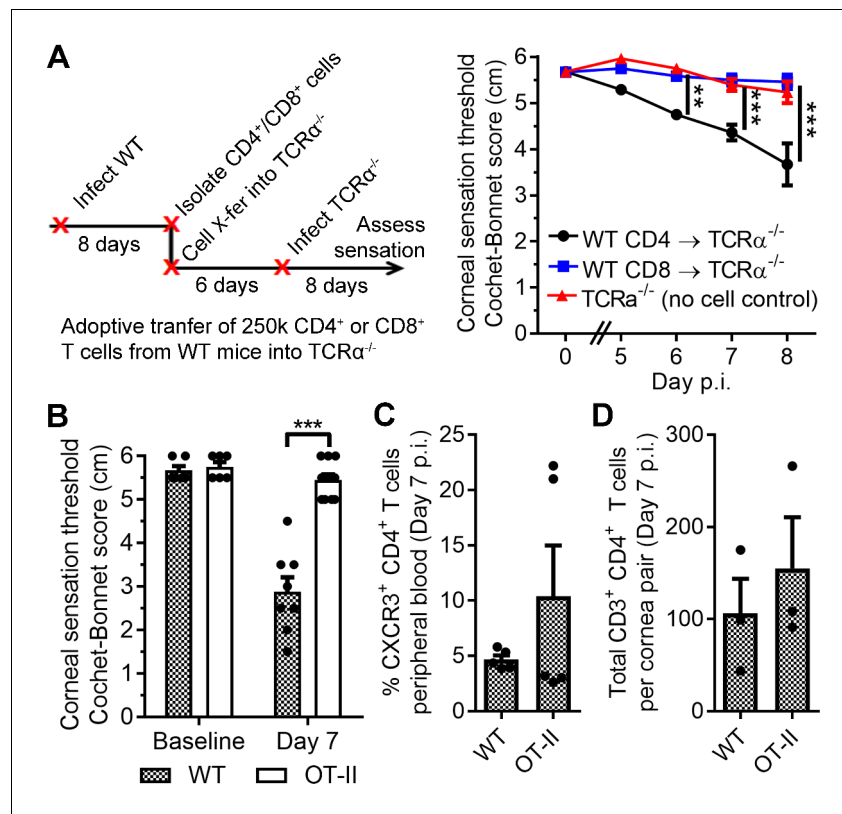 A
Infect WT
Isolate CD4⁺/CD8⁺ cells
Cell X-fer into TCRα⁻/⁻
Infect TCRα⁻/⁻
Assess
sensation
8 days
6 days
8 days
Adoptive tranfer of 250k CD4⁺ or CD8⁺
T cells from WT mice into TCRα⁻/⁻
Corneal sensation threshold
Cochet-Bonnet score (cm)
6
5
4
3
2
1
0
**
***
***
WT CD4 → TCRα⁻/⁻
WT CD8 → TCRα⁻/⁻
TCRa⁻/⁻ (no cell control)
0
5
6
7
8
Day p.i.
B
Corneal sensation threshold
Cochet-Bonnet score (cm)
6
5
4
3
2
1
0
***
Baseline
Day 7
WT
OT-II
C
% CXCR3⁺ CD4⁺ T cells
peripheral blood (Day 7 p.i.)
25
20
15
10
5
0
WT
OT-II
D
Total CD3⁺ CD4⁺ T cells
per cornea pair (Day 7 p.i.)
300
200
100
0
WT
OT-II